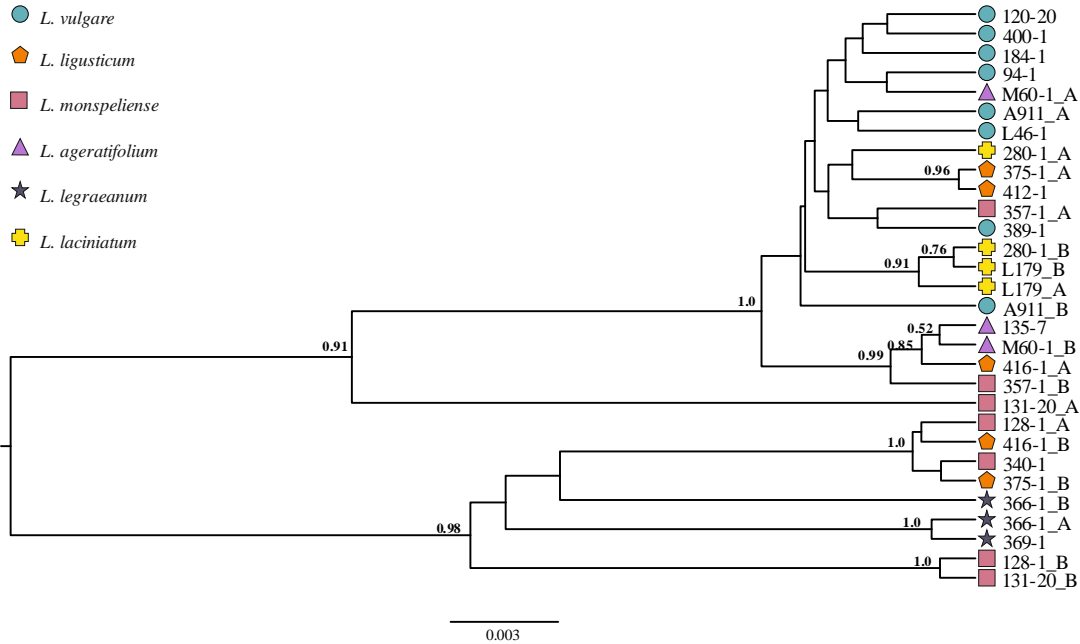 L. vulgare
L. ligusticum
L. monspeliense
L. ageratifolium
L. legraeanum
L. laciniatum
120-20
400-1
184-1
94-1
M60-1_A
A911_A
L46-1
280-1_A
0.96
375-1_A
412-1
357-1_A
389-1
0.76
280-1_B
0.91
L179_B
L179_A
1.0
A911_B
0.52
135-7
0.85
M60-1_B
0.91
0.99
416-1_A
357-1_B
131-20_A
128-1_A
1.0
416-1_B
340-1
375-1_B
366-1_B
1.0
366-1_A
0.98
369-1
1.0
128-1_B
131-20_B
0.003